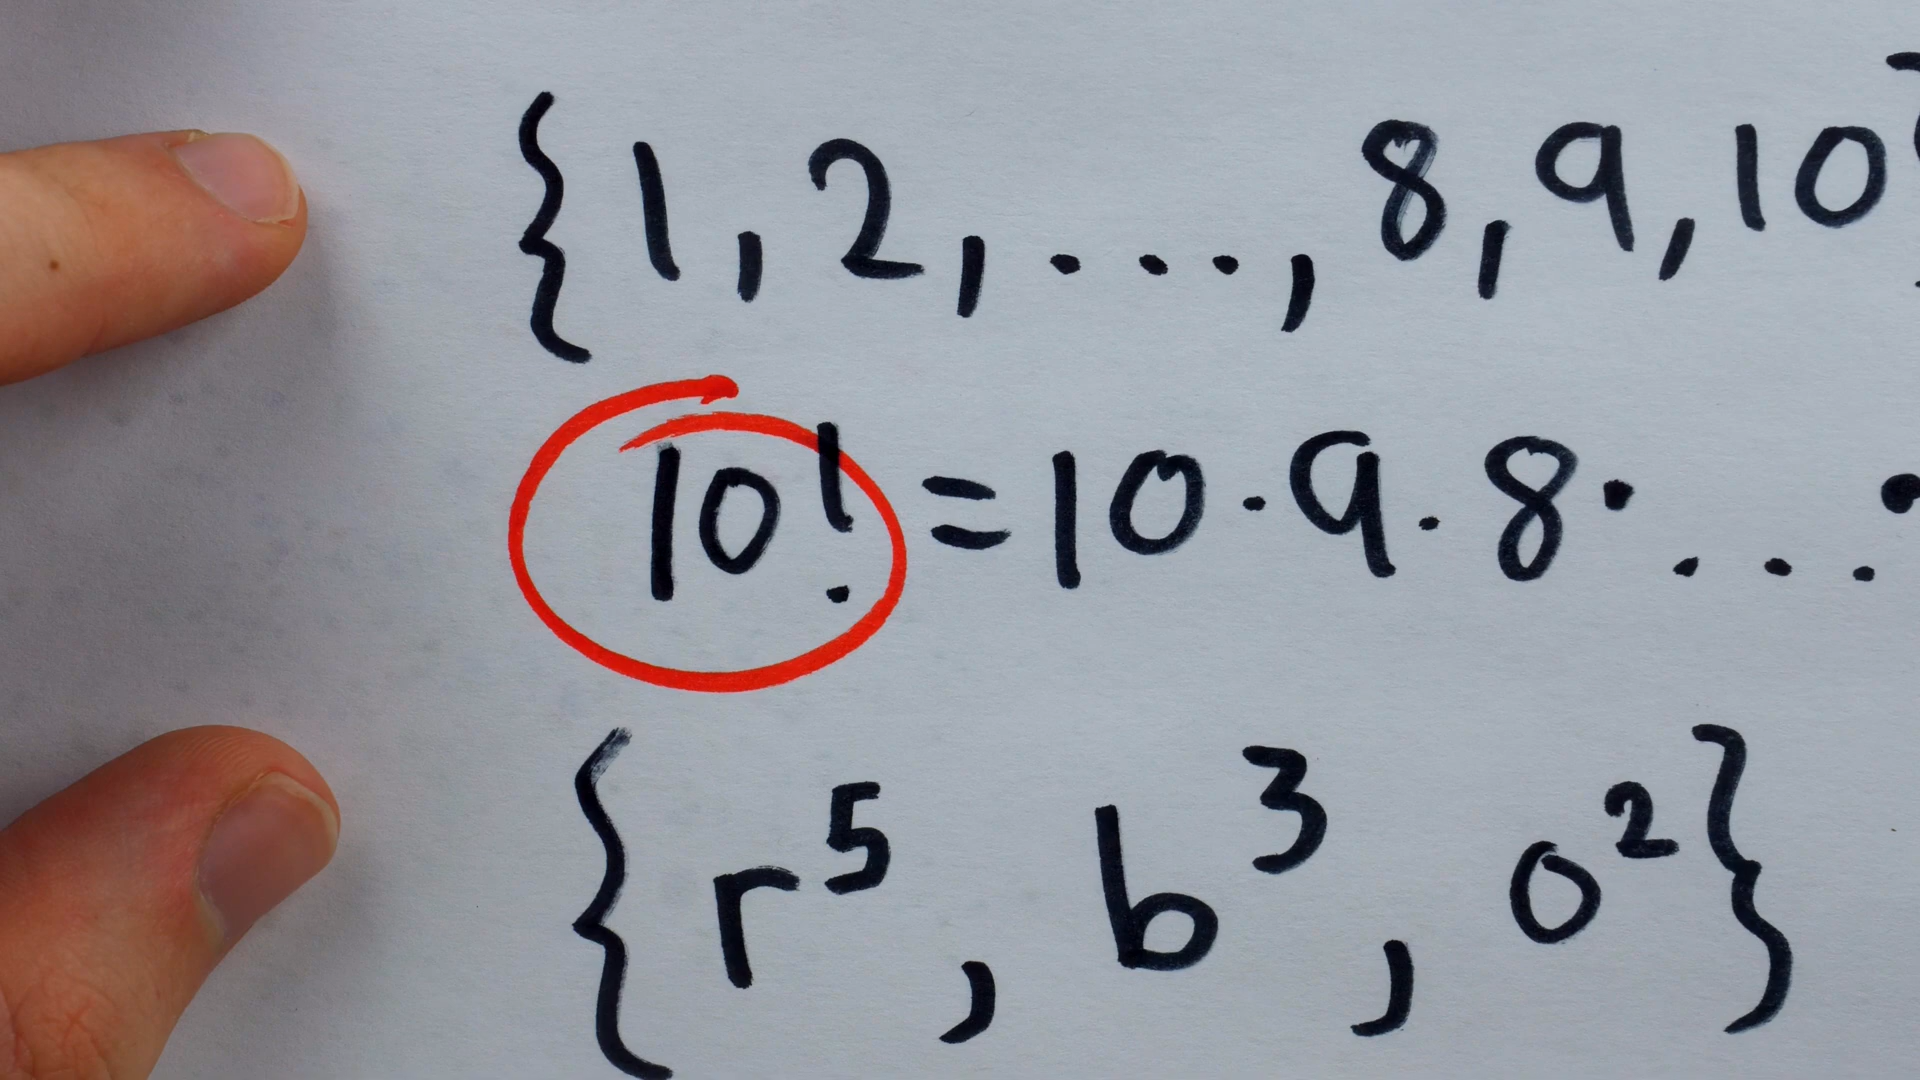 {1, 2, ..., 8, 9, 10}
10! = 10 · 9 · 8 · ... ·
{r⁵, b³, o²}